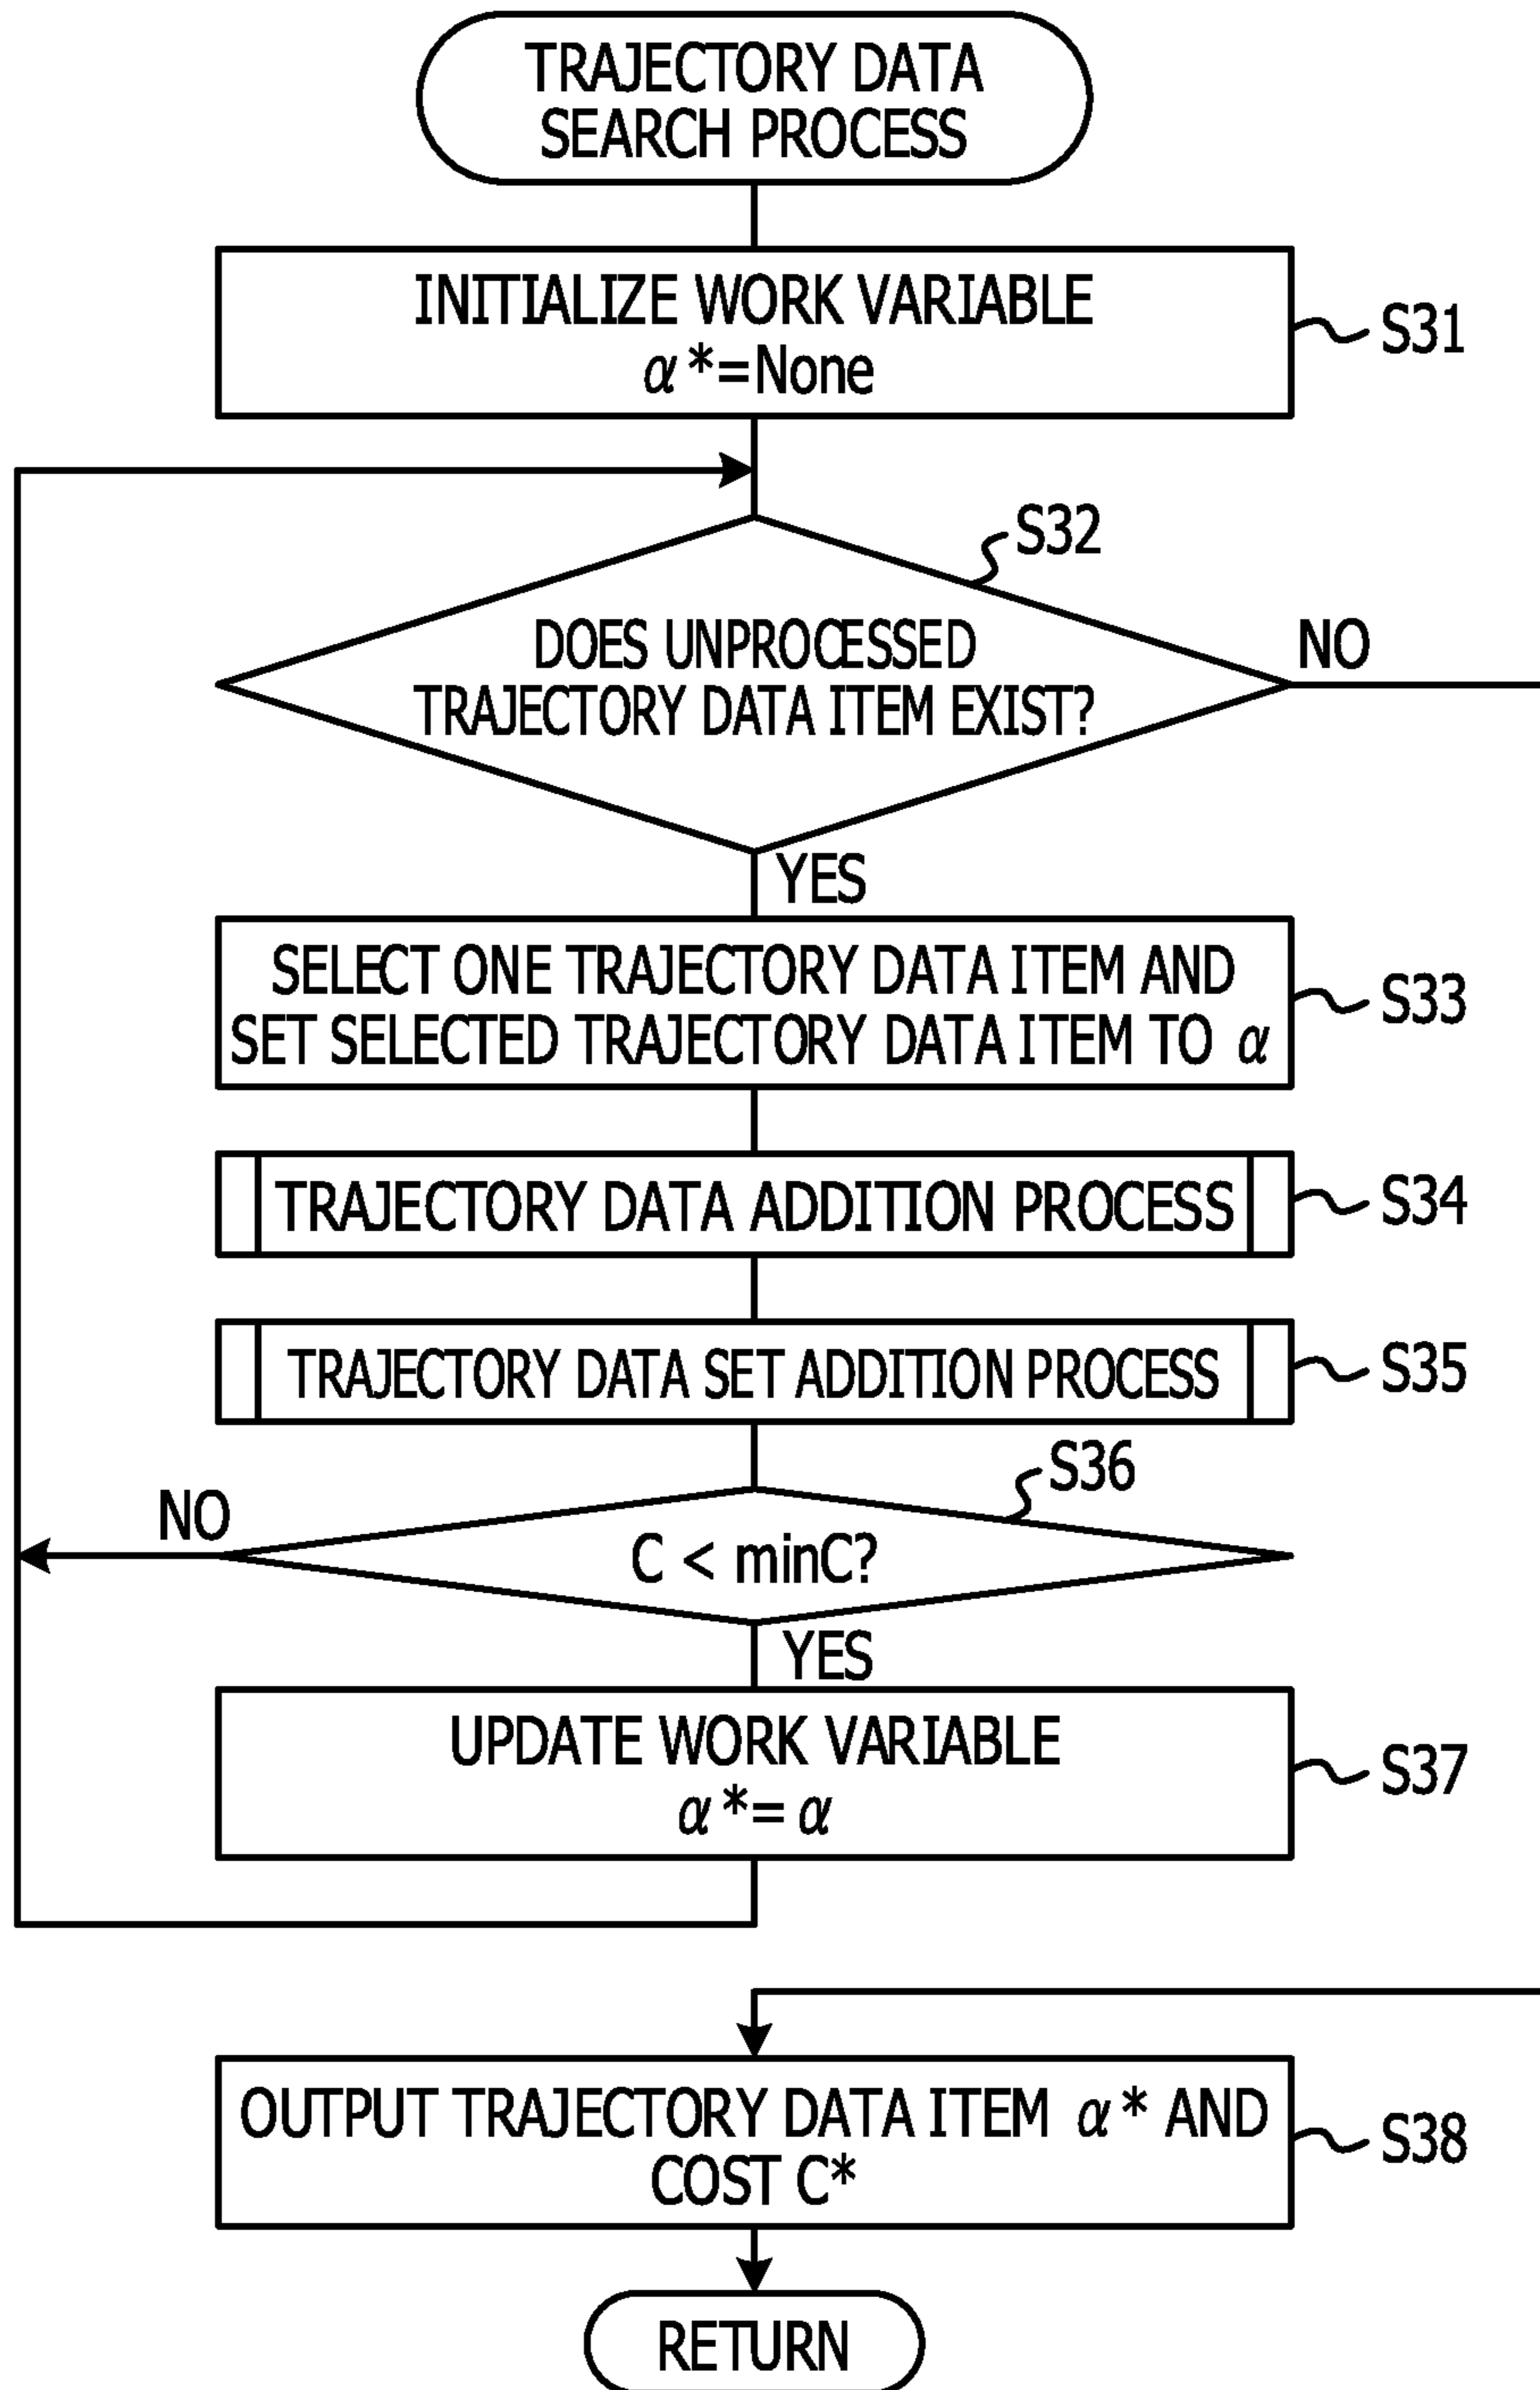 TRAJECTORY DATA
SEARCH PROCESS
INITIALIZE WORK VARIABLE
α*=None
S31
S32
DOES UNPROCESSED
TRAJECTORY DATA ITEM EXIST?
NO
YES
SELECT ONE TRAJECTORY DATA ITEM AND
SET SELECTED TRAJECTORY DATA ITEM TO α
S33
TRAJECTORY DATA ADDITION PROCESS
S34
TRAJECTORY DATA SET ADDITION PROCESS
S35
S36
NO
C < minC?
YES
UPDATE WORK VARIABLE
α*=α
S37
OUTPUT TRAJECTORY DATA ITEM α* AND
COST C*
S38
RETURN